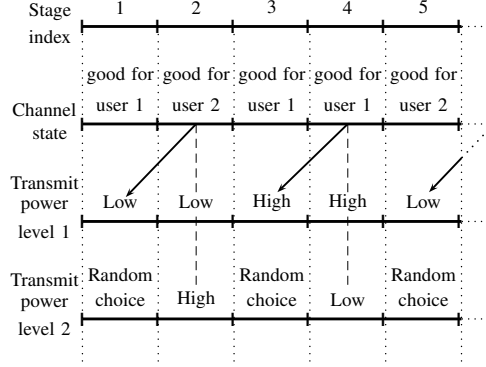 Stage index 1 2 3 4 5
good for good for good for good for good for
Channel state user 1 user 2 user 1 user 1 user 2
Transmit power level 1 Low Low High High Low
Transmit power level 2 Random choice High Random choice Low Random choice